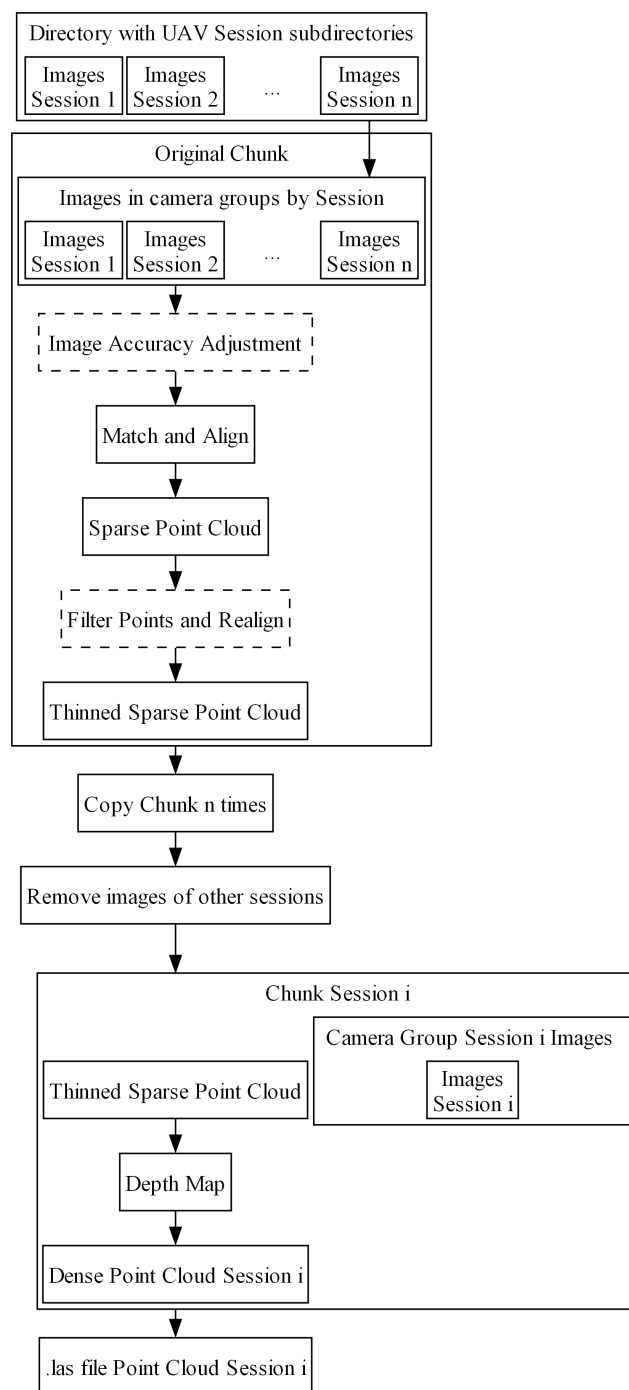 Directory with UAV Session subdirectories
Images
Session 1
Images
Session 2
...
Images
Session n
Original Chunk
Images in camera groups by Session
Images
Session 1
Images
Session 2
...
Images
Session n
Image Accuracy Adjustment
Match and Align
Sparse Point Cloud
Filter Points and Realign
Thinned Sparse Point Cloud
Copy Chunk n times
Remove images of other sessions
Chunk Session i
Camera Group Session i Images
Images
Session i
Thinned Sparse Point Cloud
Depth Map
Dense Point Cloud Session i
.las file Point Cloud Session i